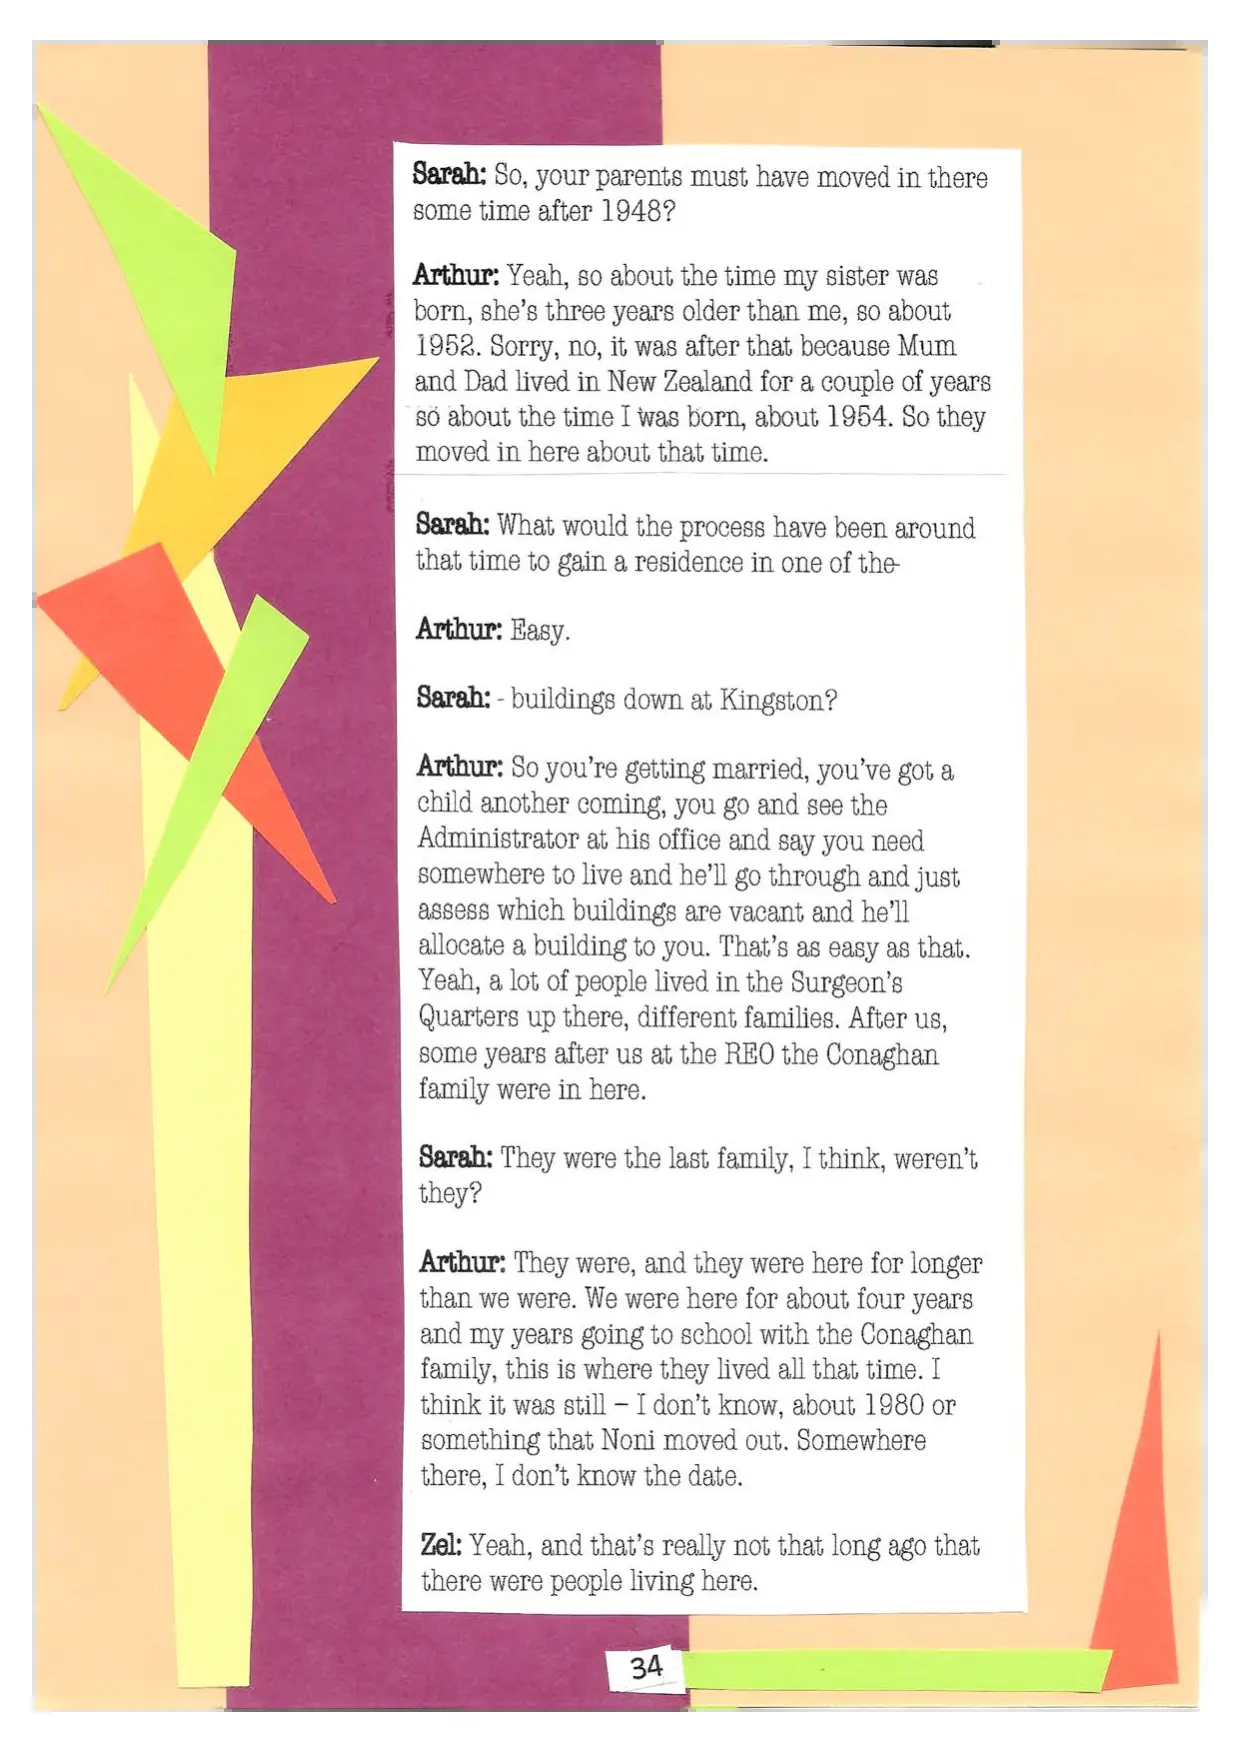 Sarah: So, your parents must have moved in there
some time after 1948?
Arthur: Yeah, so about the time my sister was
born, she's three years older than me, so about
1952. Sorry, no, it was after that because Mum
and Dad lived in New Zealand for a couple of years
so about the time I was born, about 1954. So they
moved in here about that time.
Sarah: What would the process have been around
that time to gain a residence in one of the-
Arthur: Easy.
Sarah: - buildings down at Kingston?
Arthur: So you're getting married, you've got a
child another coming, you go and see the
Administrator at his office and say you need
somewhere to live and he'll go through and just
assess which buildings are vacant and he'll
allocate a building to you. That's as easy as that.
Yeah, a lot of people lived in the Surgeon's
Quarters up there, different families. After us,
some years after us at the REO the Conaghan
family were in here.
Sarah: They were the last family, I think, weren't
they?
Arthur: They were, and they were here for longer
than we were. We were here for about four years
and my years going to school with the Conaghan
family, this is where they lived all that time. I
think it was still – I don't know, about 1980 or
something that Noni moved out. Somewhere
there, I don't know the date.
Zel: Yeah, and that's really not that long ago that
there were people living here.
34